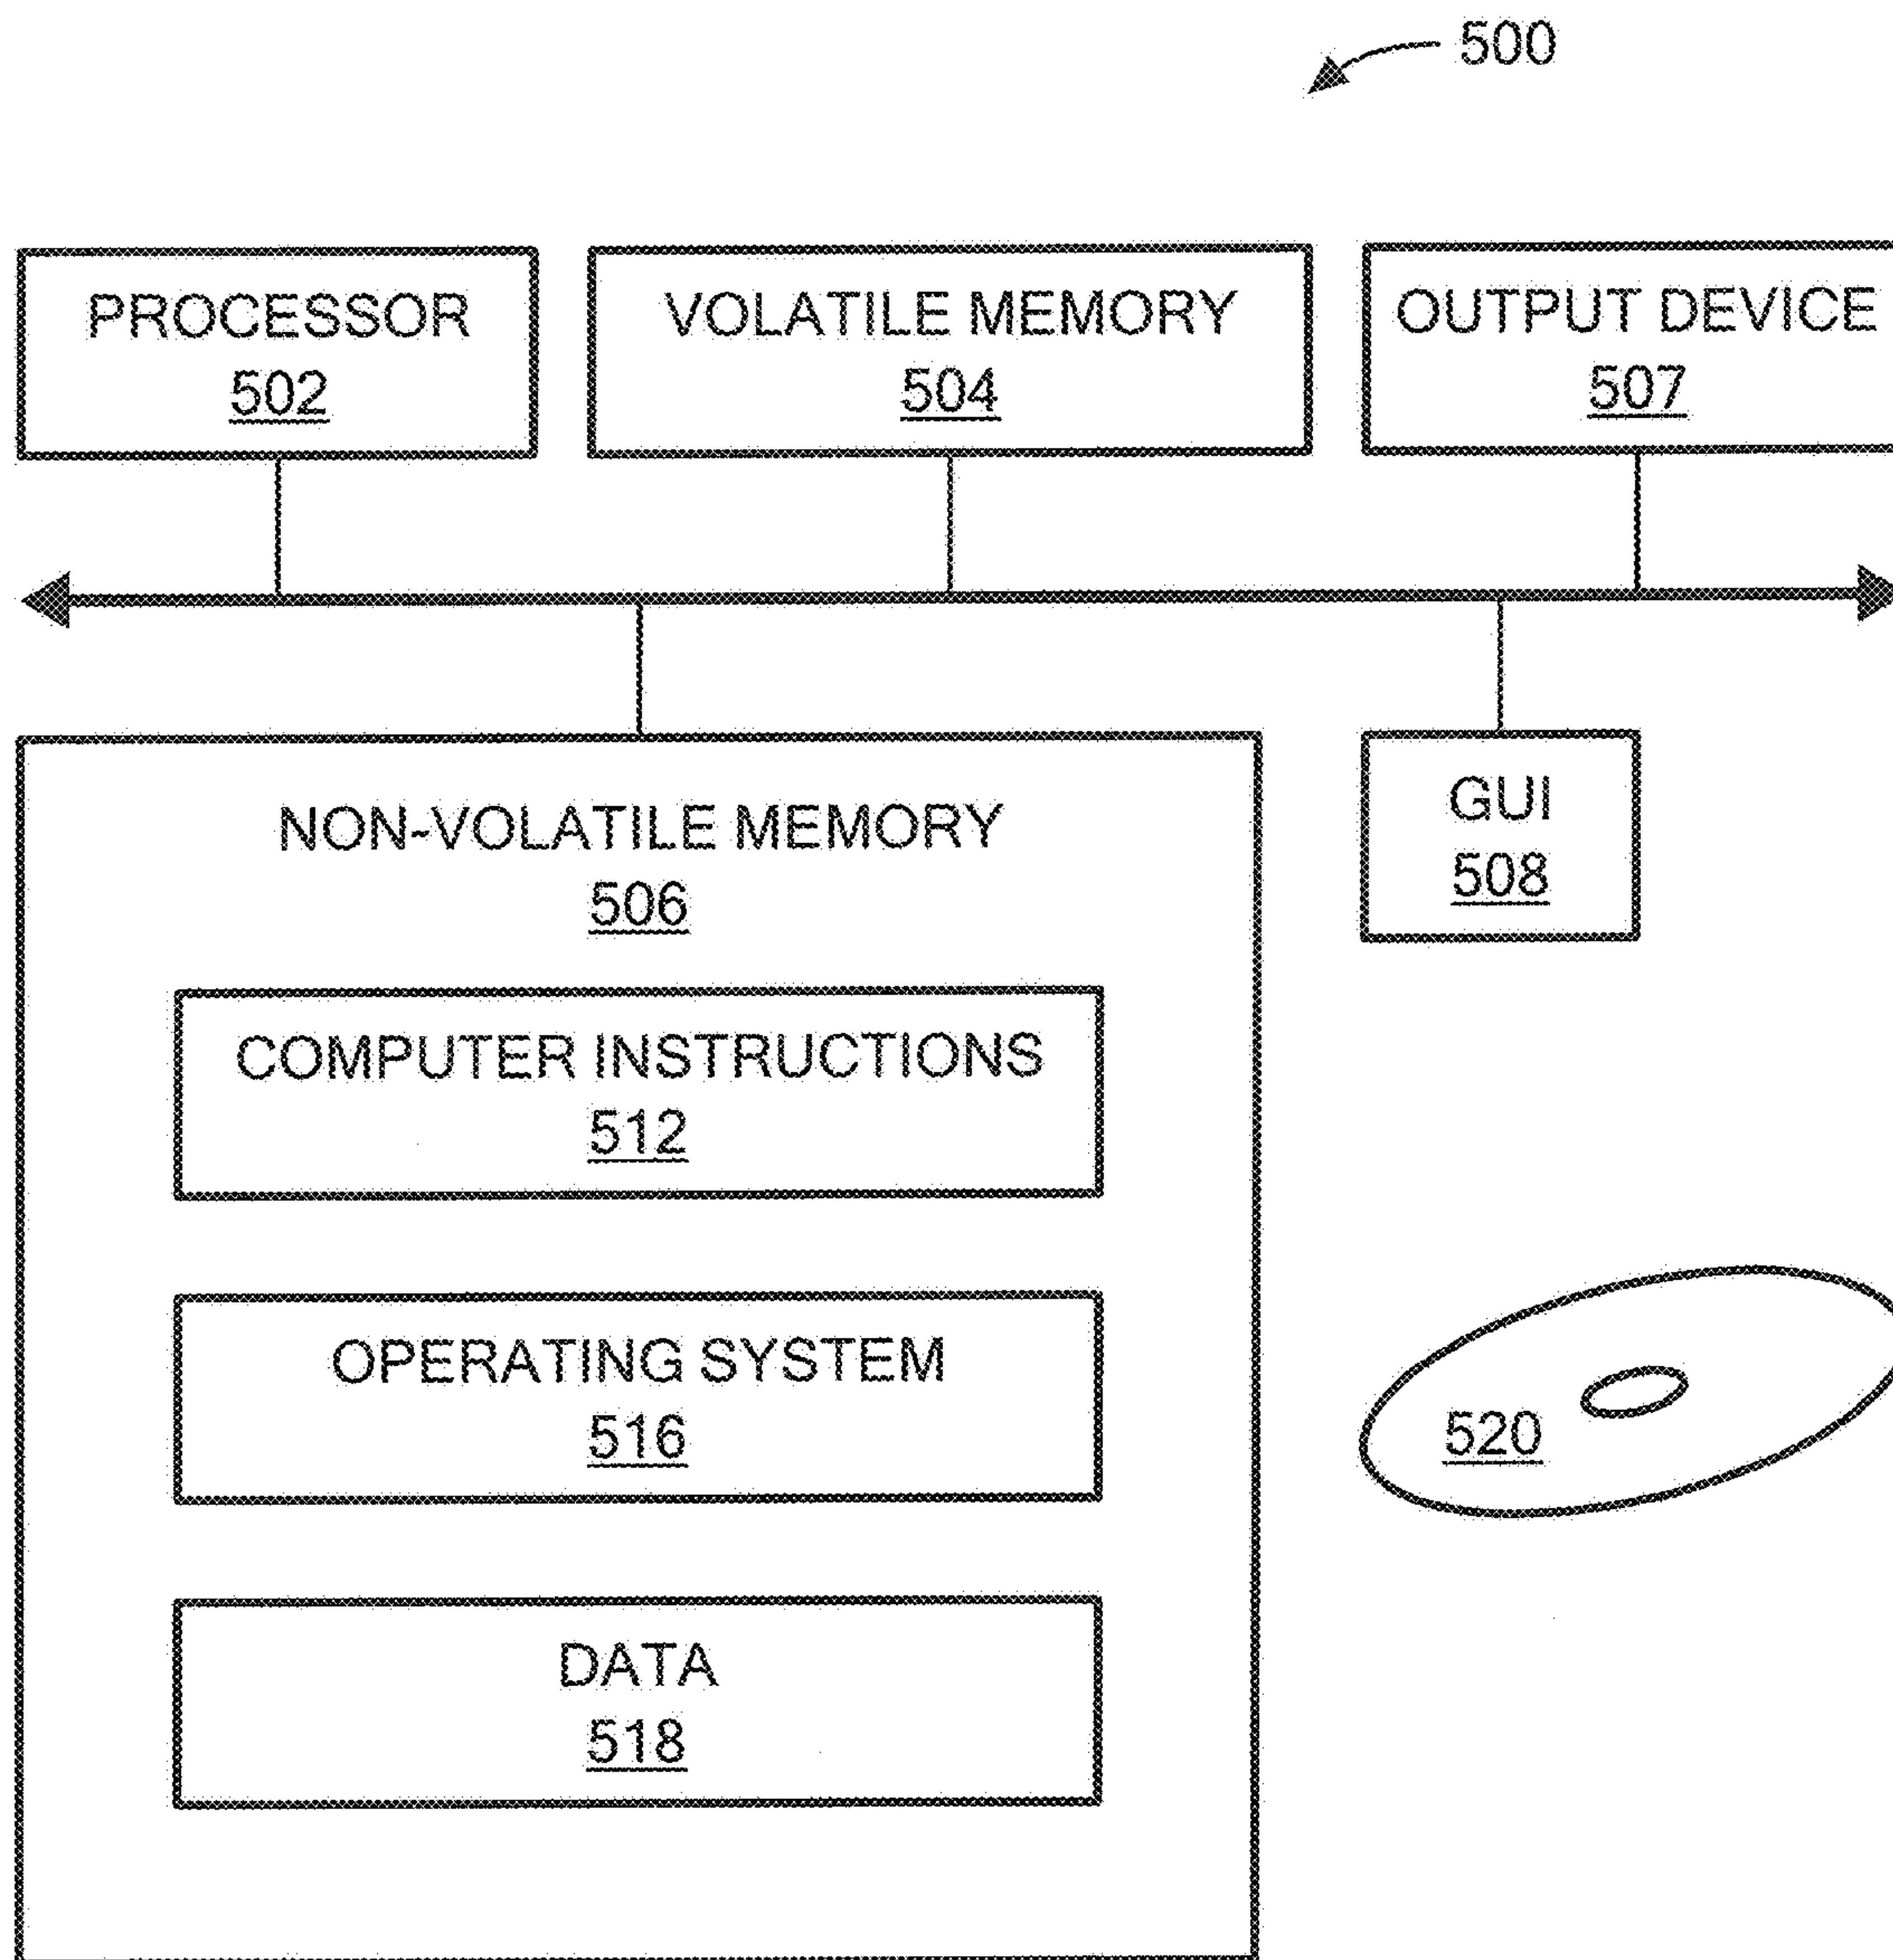 500
PROCESSOR
502
VOLATILE MEMORY
504
OUTPUT DEVICE
507
NON-VOLATILE MEMORY
506
GUI
508
COMPUTER INSTRUCTIONS
512
OPERATING SYSTEM
516
520
DATA
518